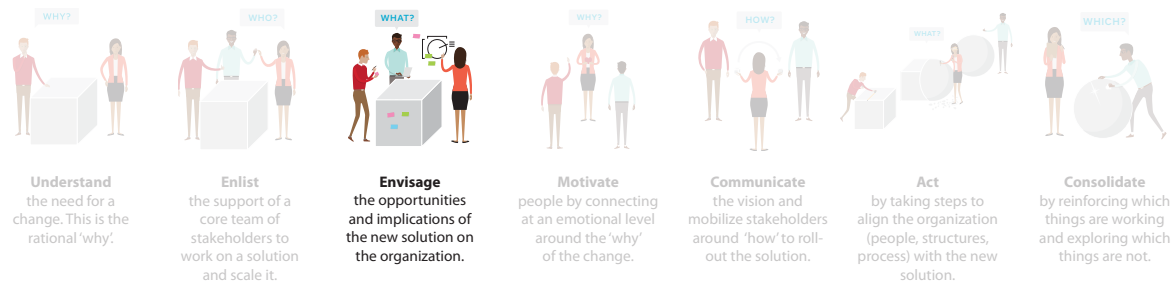 WHY?
WHO?
WHAT?
WHY?
HOW?
WHAT?
WHICH?
Understand
the need for a
change. This is the
rational ‘why’.
Enlist
the support of a
core team of
stakeholders to
work on a solution
and scale it.
Envisage
the opportunities
and implications of
the new solution on
the organization.
Motivate
people by connecting
at an emotional level
around the ‘why’
of the change.
Communicate
the vision and
mobilize stakeholders
around ‘how’ to roll-
out the solution.
Act
by taking steps to
align the organization
(people, structures,
process) with the new
solution.
Consolidate
by reinforcing which
things are working
and exploring which
things are not.